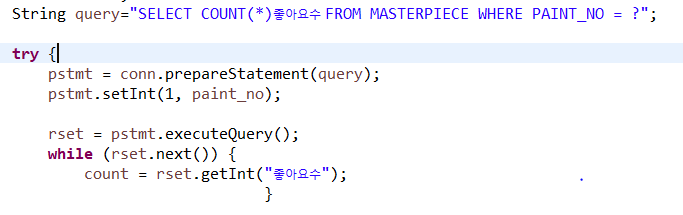 String query="SELECT COUNT(*)좋아요수 FROM MASTERPIECE WHERE PAINT_NO = ?";
try {
pstmt = conn.prepareStatement(query);
pstmt.setInt(1, paint_no);
rset = pstmt.executeQuery();
while (rset.next()) {
count = rset.getInt("좋아요수");
}